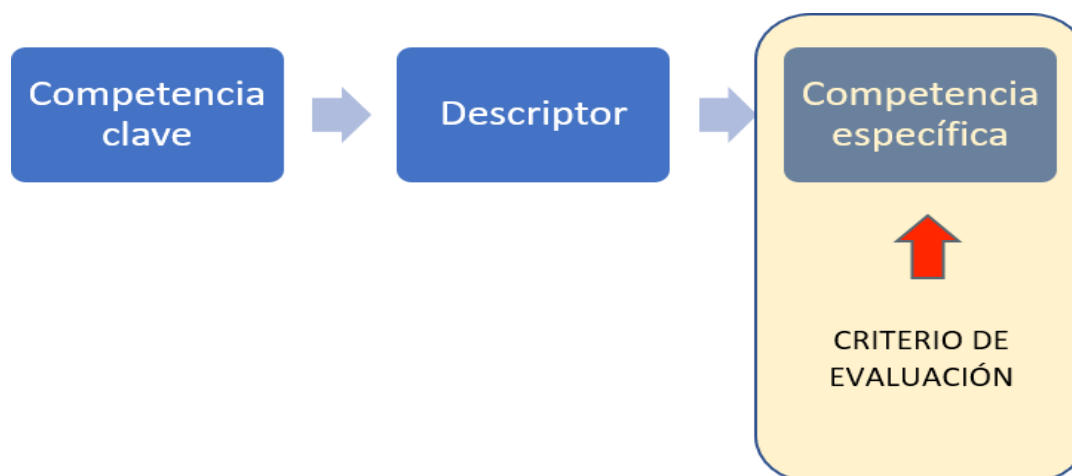 Competencia
clave
Descriptor
Competencia
específica
CRITERIO DE
EVALUACIÓN